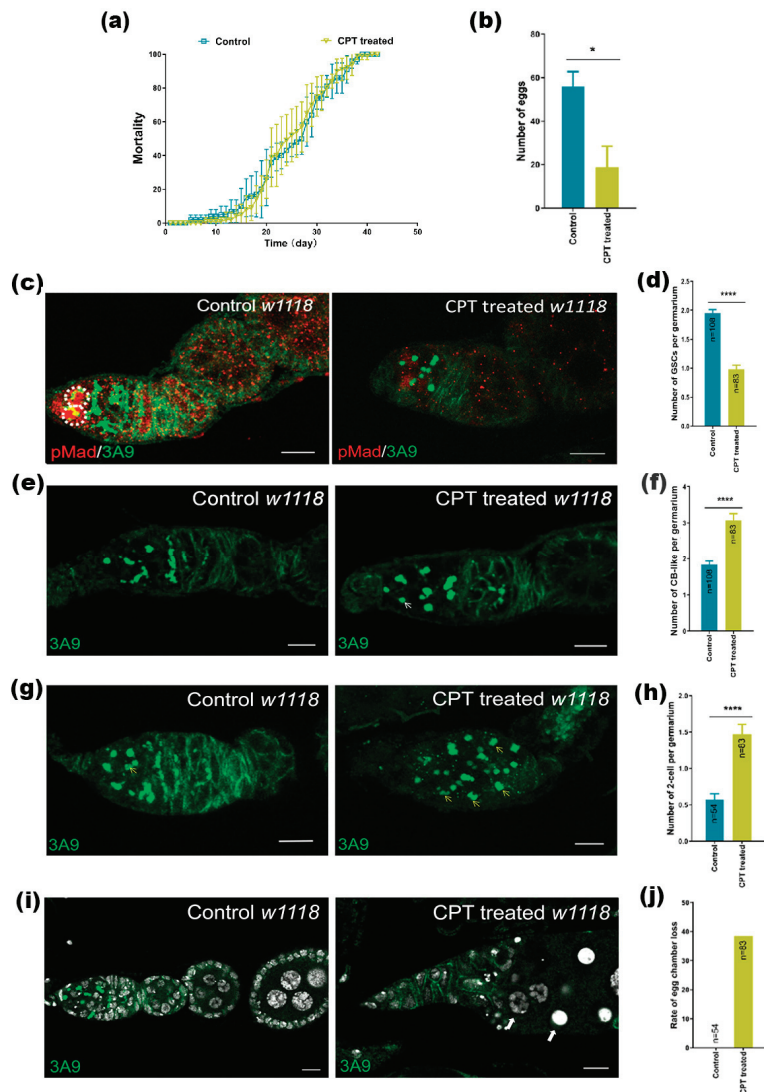 (a)
Control
CPT treated
Mortality
100
80
60
40
20
0
0
10
20
30
40
50
Time (day)
(b)
*
Number of eggs
80
60
40
20
0
Control
CPT treated
(c)
Control w1118
pMad/3A9
CPT treated w1118
pMad/3A9
(d)
****
Number of GSCs per germarium
2.5
2.0
1.5
1.0
0.5
0.0
n=108
n=83
Control
CPT treated
(e)
Control w1118
3A9
CPT treated w1118
3A9
(f)
****
Number of CB-like per germarium
4
3
2
1
0
n=108
n=83
Control
CPT treated
(g)
Control w1118
3A9
CPT treated w1118
3A9
(h)
****
Number of 2-cell per germarium
2.0
1.5
1.0
0.5
0.0
n=54
n=83
Control
CPT treated
(i)
Control w1118
3A9
CPT treated w1118
3A9
(j)
Rate of egg chamber loss
50
40
30
20
10
0
n=54
n=83
Control
CPT treated